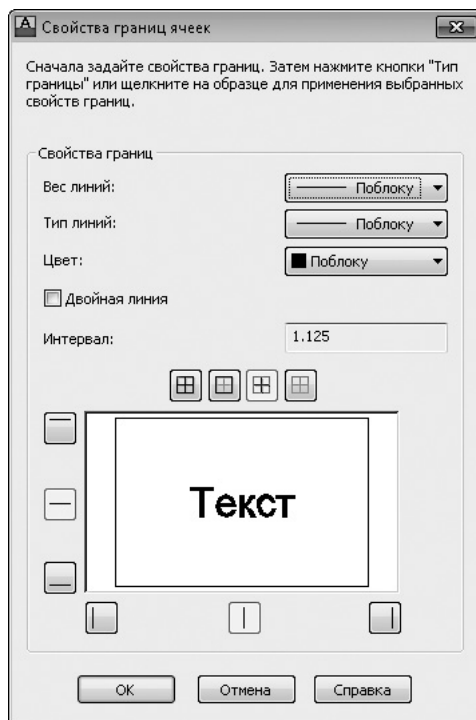 Свойства границ ячеек
Сначала задайте свойства границ. Затем нажмите кнопки "Тип
границы" или щелкните на образце для применения выбранных
свойств границ.
Свойства границ
Вес линий:
Поблоку
Тип линий:
Поблоку
Цвет:
Поблоку
Двойная линия
Интервал:
1.125
Текст
ОК
Отмена
Справка